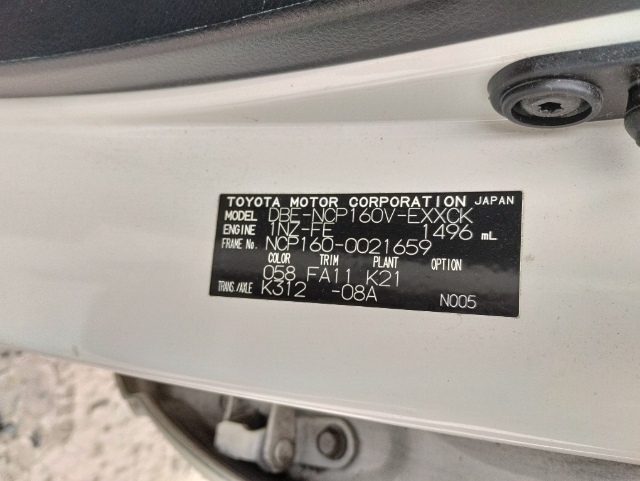 TOYOTA MOTOR CORPORATION JAPAN
MODEL DBE-NCP160V-EXXCK
ENGINE 1NZ-FE 1496 mL
FRAME No. NCP160-0021659
COLOR TRIM PLANT OPTION
058 FA11 K21
TRANS./AXLE K312 -08A N005